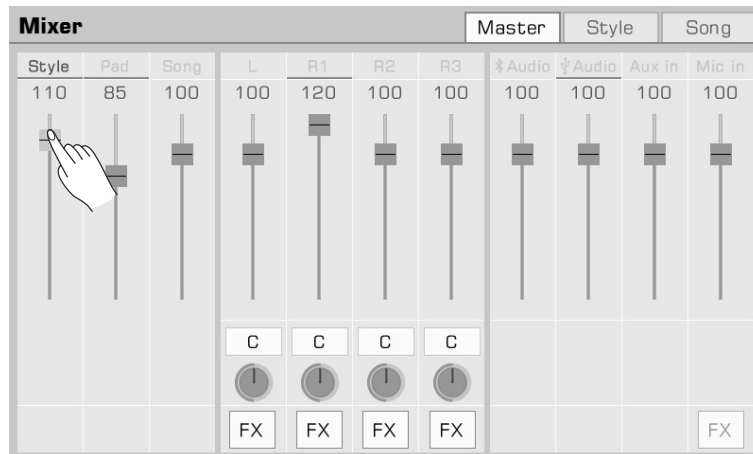 Mixer Master Style Song
Style Pad Song L R1 R2 R3 Audio Audio Aux in Mic in
110 85 100 100 120 100 100 100 100 100 100
C C C C
FX FX FX FX FX